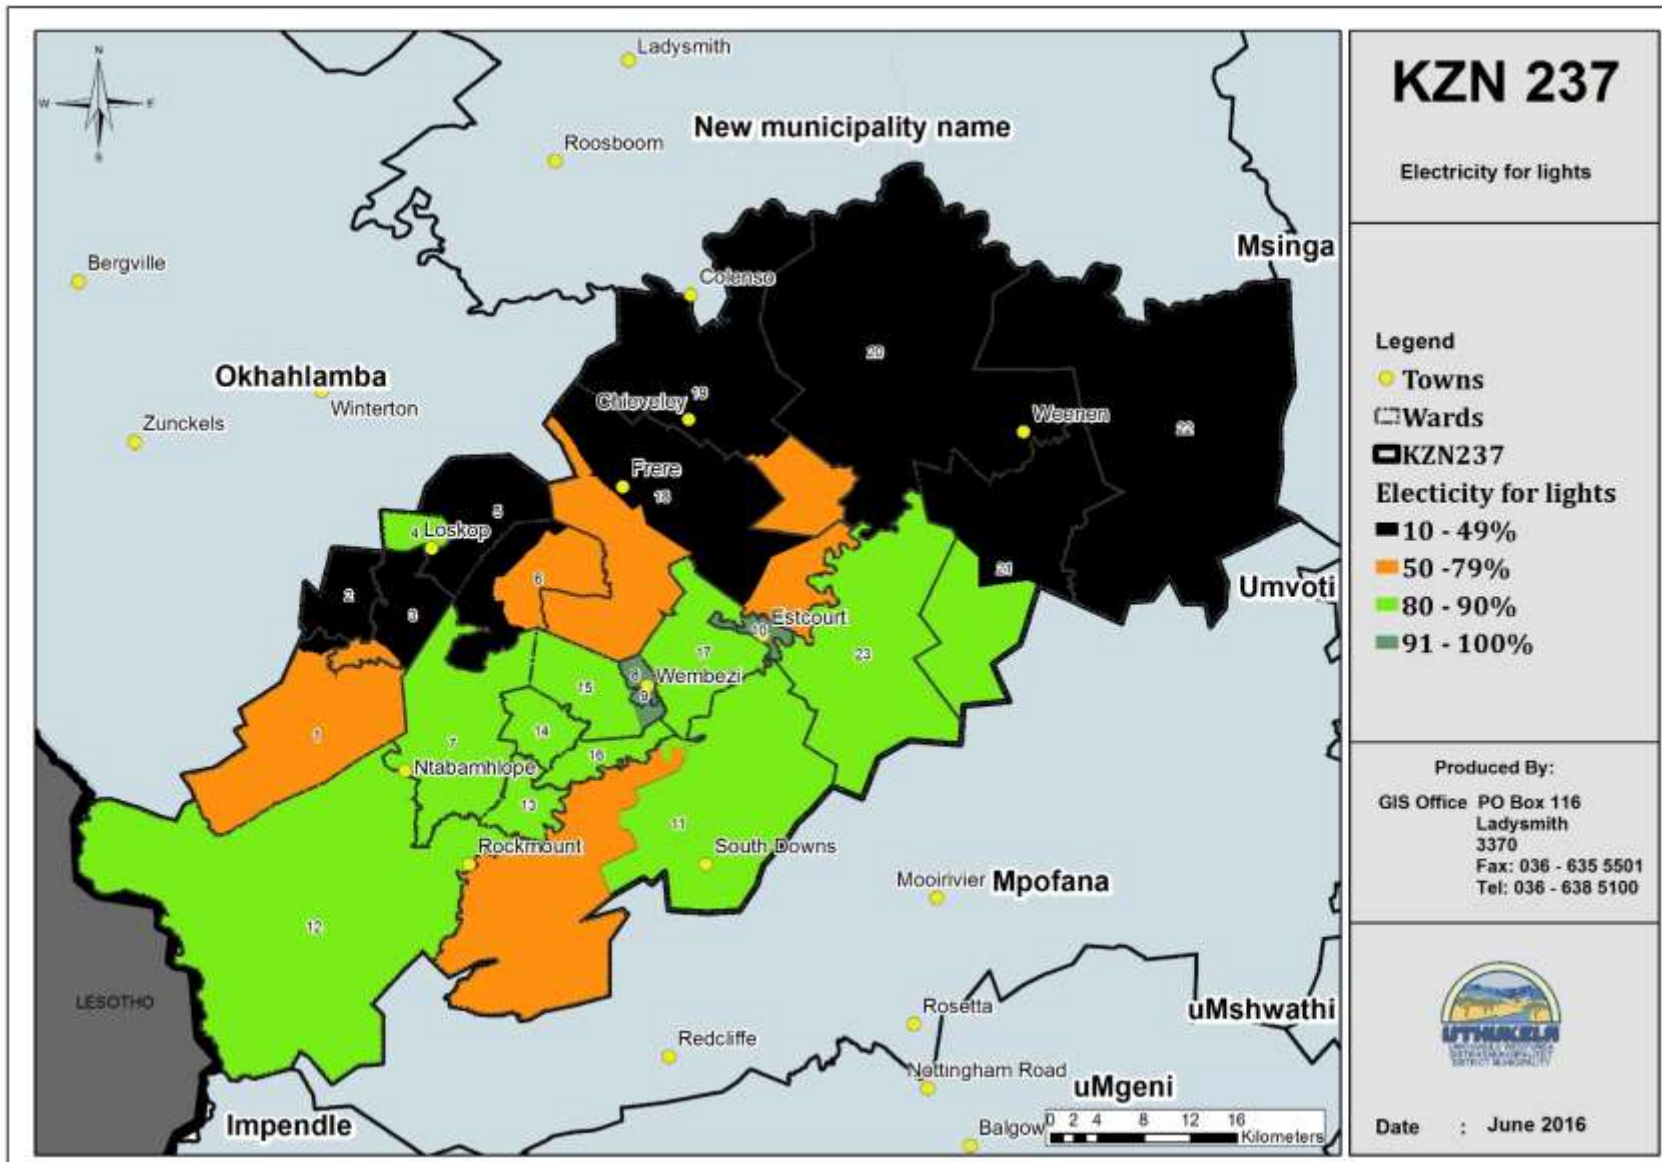 N
W
E
S
Ladysmith
New municipality name
Roosboom
Msinga
Bergville
Colenso
20
Okhahlamba
Winterton
19
Chieveley
Zunckels
Weenen
22
Frere
18
5
4
Loskop
6
2
3
21
Umvoti
Estcourt
10
17
23
Wembezi
15
9
1
14
7
16
Ntabamhlope
13
11
Rockmount
South Downs
Mooirivier
Mpofana
12
LESOTHO
Rosetta
uMshwathi
Redcliffe
Nottingham Road
uMgeni
Impendle
Balgow
0 2 4 8 12 16
Kilometers
KZN 237
Electricity for lights
Legend
Towns
Wards
KZN237
Electicity for lights
10 - 49%
50 -79%
80 - 90%
91 - 100%
Produced By:
GIS Office PO Box 116
Ladysmith
3370
Fax: 036 - 635 5501
Tel: 036 - 638 5100
UTHUKELA
DISTRICT MUNICIPALITY
Date : June 2016